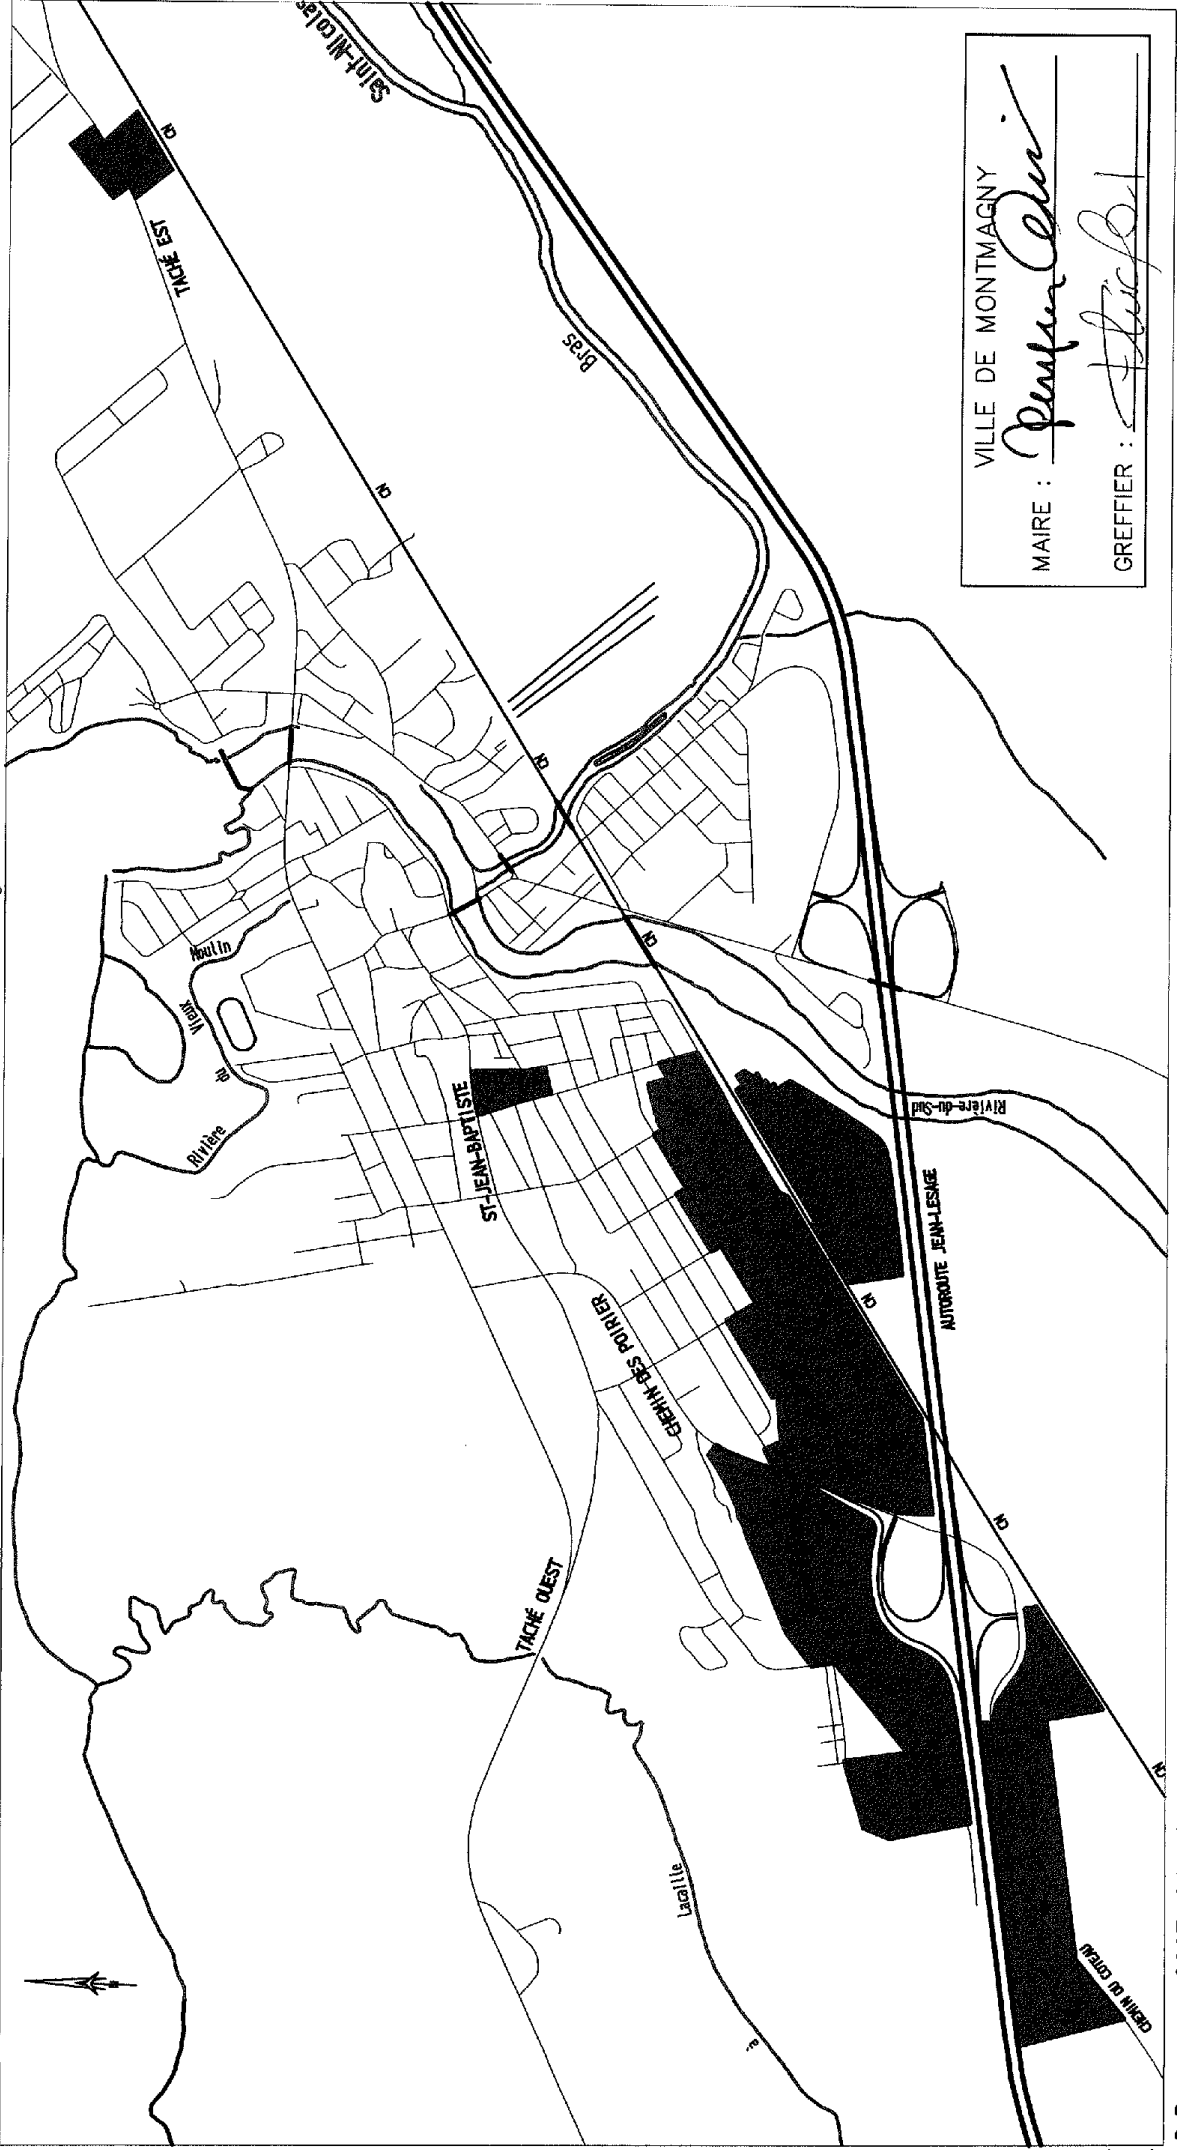 Saint-Nicolas
Bras
CN
TACHÉ EST
CN
CN
CN
Moulin
Vieux
du
Rivière
ST-JEAN-BAPTISTE
Rivière-du-Sud
AUTOROUTE JEAN-LESAGE
CN
CHEMIN DES POIRIER
TACHÉ OUEST
CN
CN
Lacaille
à
CHEMIN DU COTEAU
VILLE DE MONTMAGNY
MAIRE :
GREFFIER :